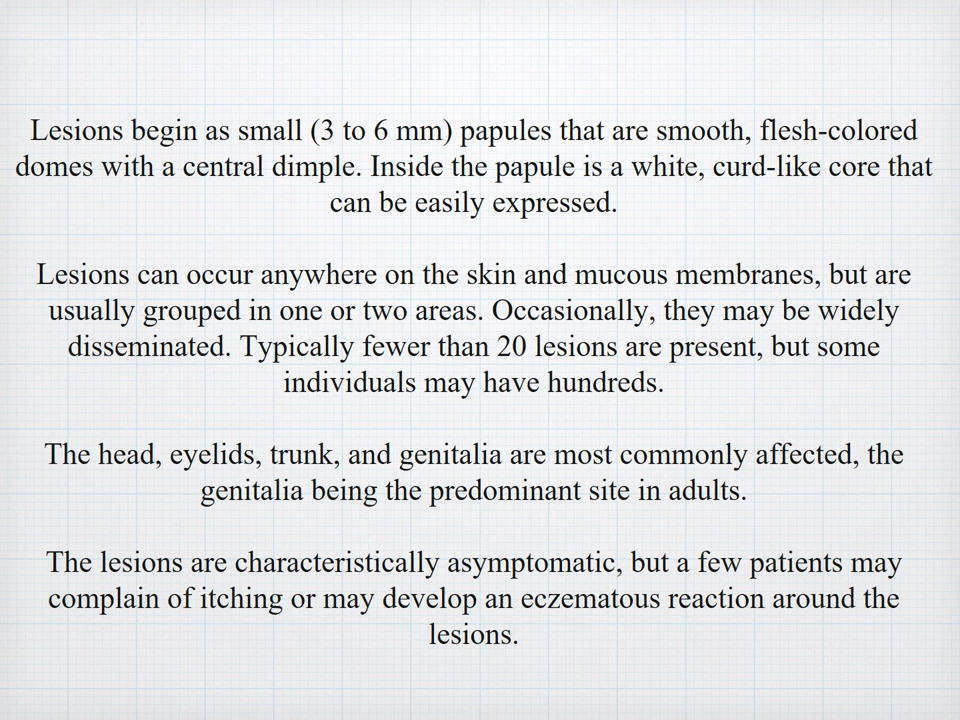 Lesions begin as small (3 to 6 mm) papules that are smooth, flesh-colored
domes with a central dimple. Inside the papule is a white, curd-like core that
can be easily expressed.
Lesions can occur anywhere on the skin and mucous membranes, but are
usually grouped in one or two areas. Occasionally, they may be widely
disseminated. Typically fewer than 20 lesions are present, but some
individuals may have hundreds.
The head, eyelids, trunk, and genitalia are most commonly affected, the
genitalia being the predominant site in adults.
The lesions are characteristically asymptomatic, but a few patients may
complain of itching or may develop an eczematous reaction around the
lesions.